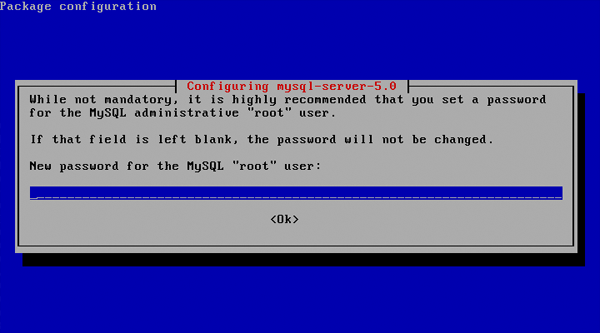 Package configuration
Configuring mysql-server-5.0
While not mandatory, it is highly recommended that you set a password
for the MySQL administrative "root" user.
If that field is left blank, the password will not be changed.
New password for the MySQL "root" user:
<Ok>